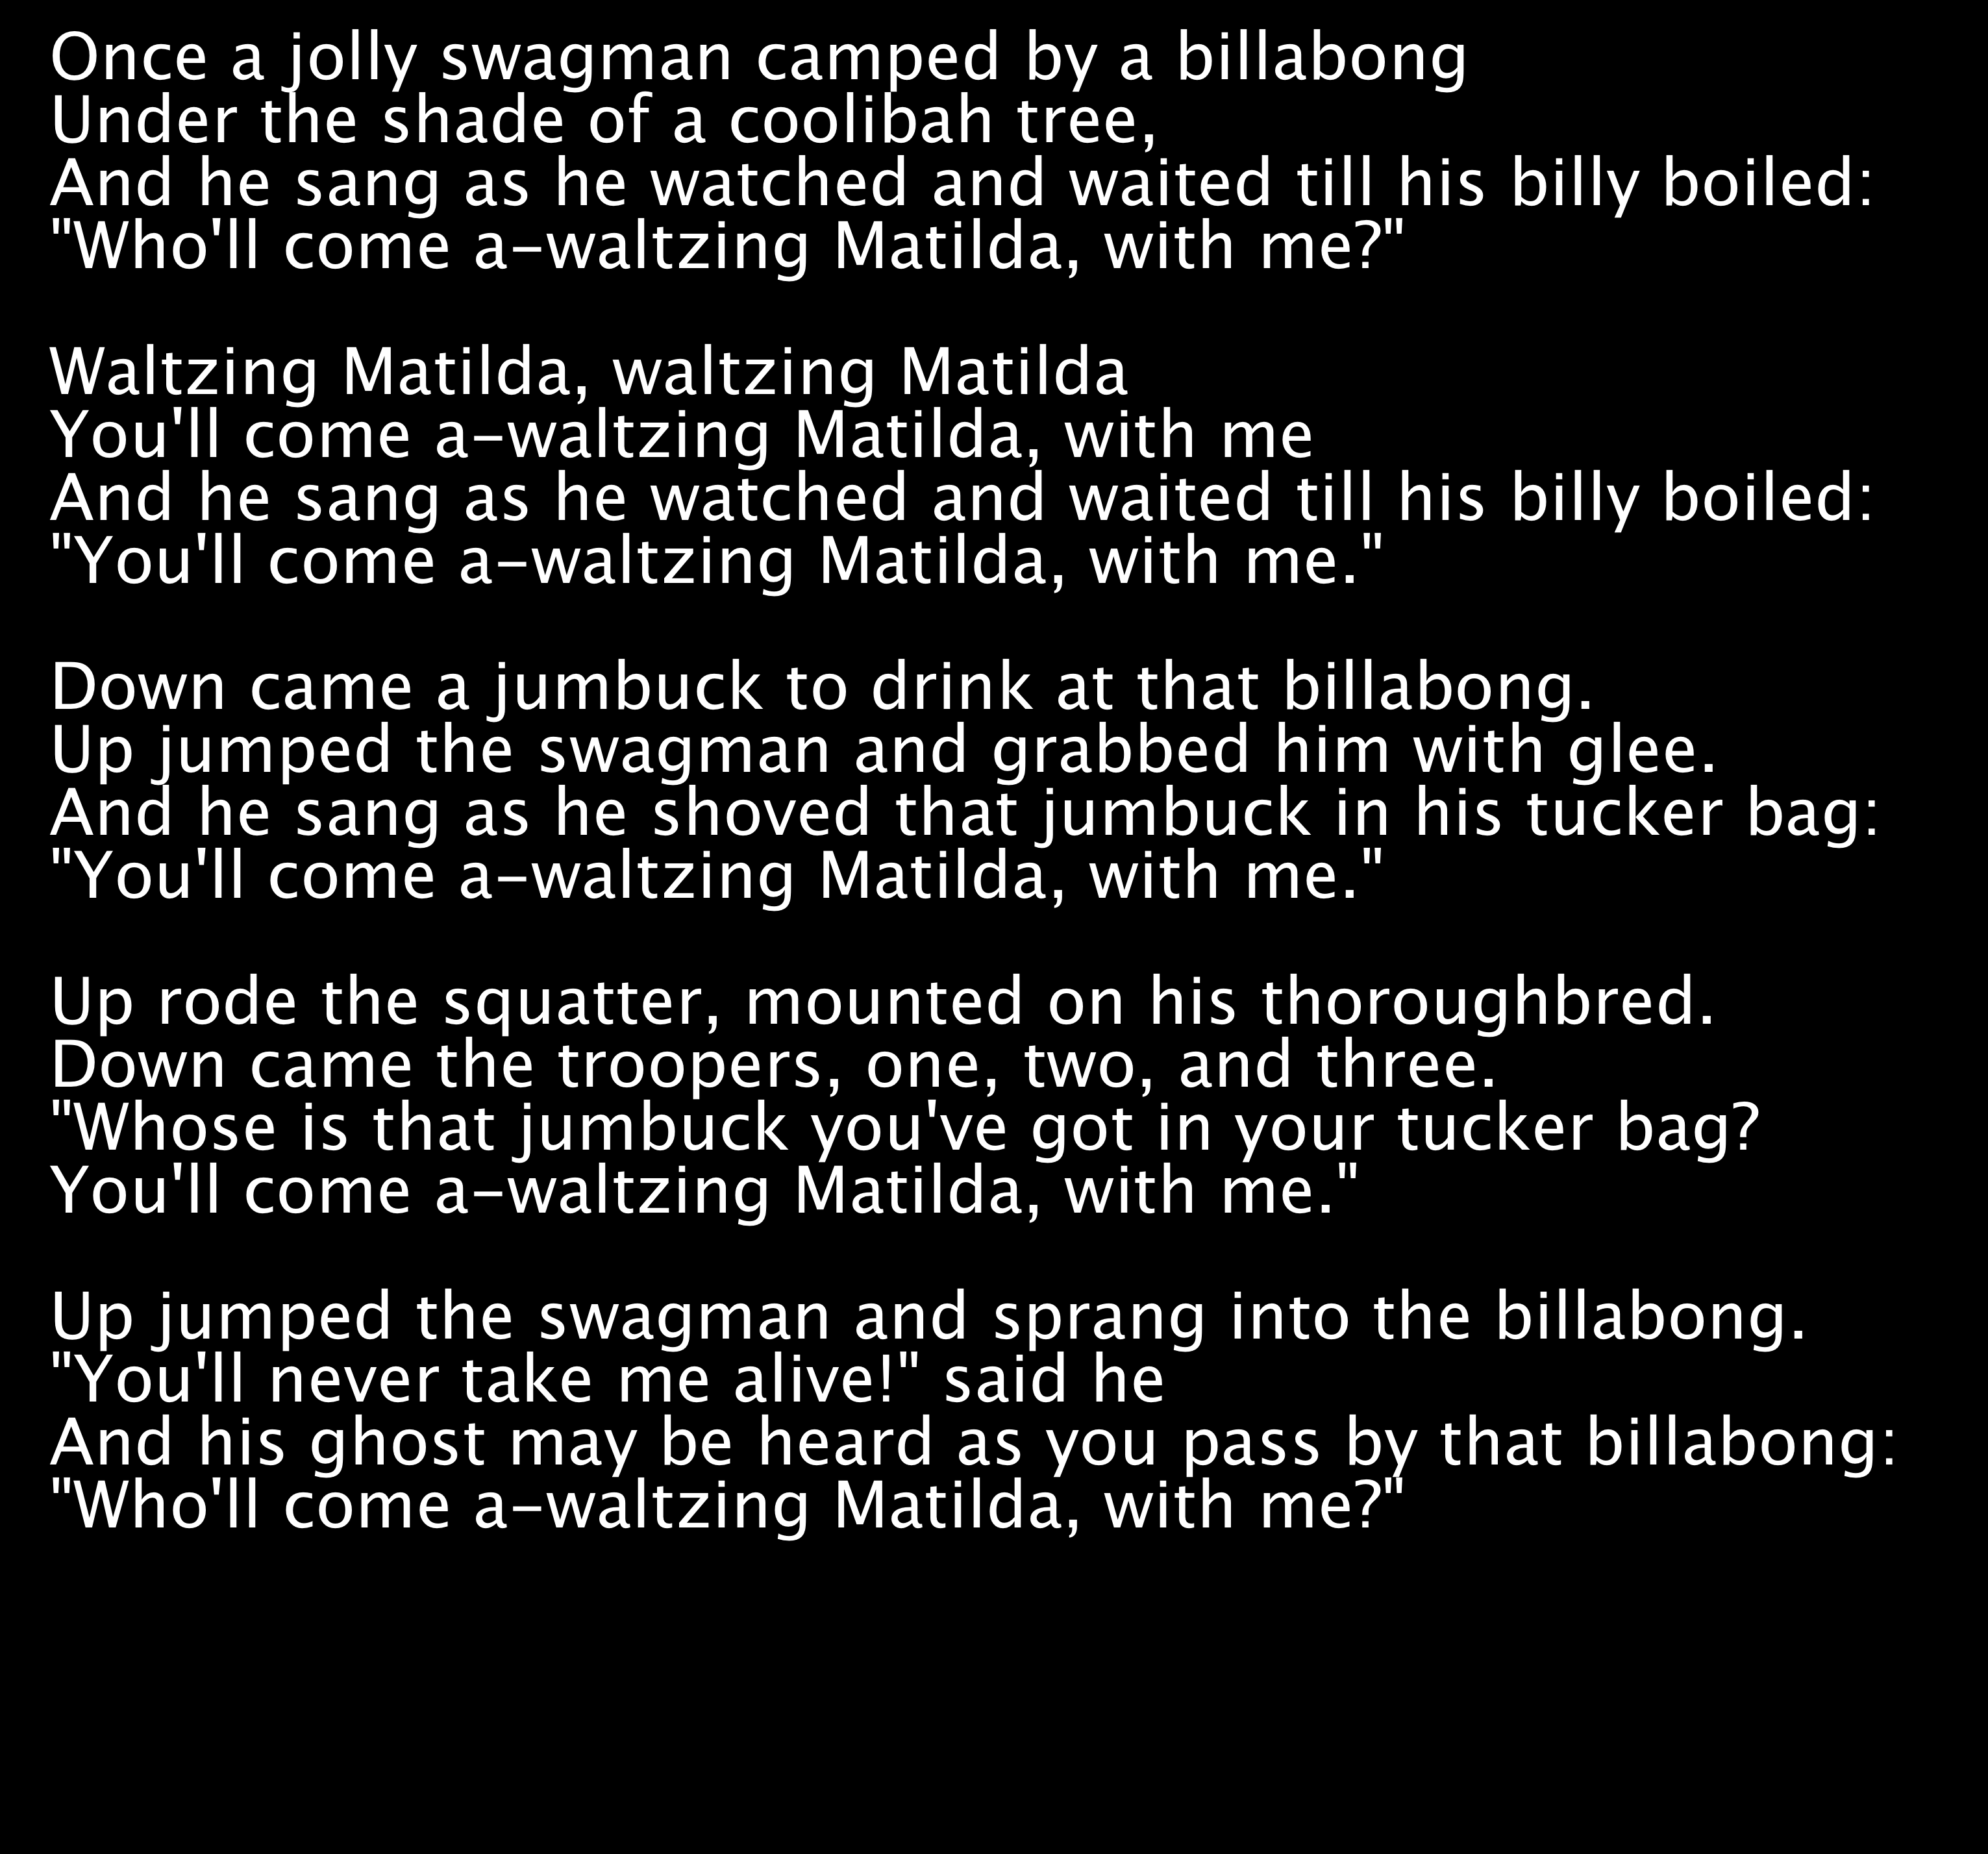 Once a jolly swagman camped by a billabong
Under the shade of a coolibah tree,
And he sang as he watched and waited till his billy boiled:
"Who'll come a-waltzing Matilda, with me?"

Waltzing Matilda, waltzing Matilda
You'll come a-waltzing Matilda, with me
And he sang as he watched and waited till his billy boiled:
"You'll come a-waltzing Matilda, with me."

Down came a jumbuck to drink at that billabong.
Up jumped the swagman and grabbed him with glee.
And he sang as he shoved that jumbuck in his tucker bag:
"You'll come a-waltzing Matilda, with me."

Up rode the squatter, mounted on his thoroughbred.
Down came the troopers, one, two, and three.
"Whose is that jumbuck you've got in your tucker bag?
You'll come a-waltzing Matilda, with me."

Up jumped the swagman and sprang into the billabong.
"You'll never take me alive!" said he
And his ghost may be heard as you pass by that billabong:
"Who'll come a-waltzing Matilda, with me?"